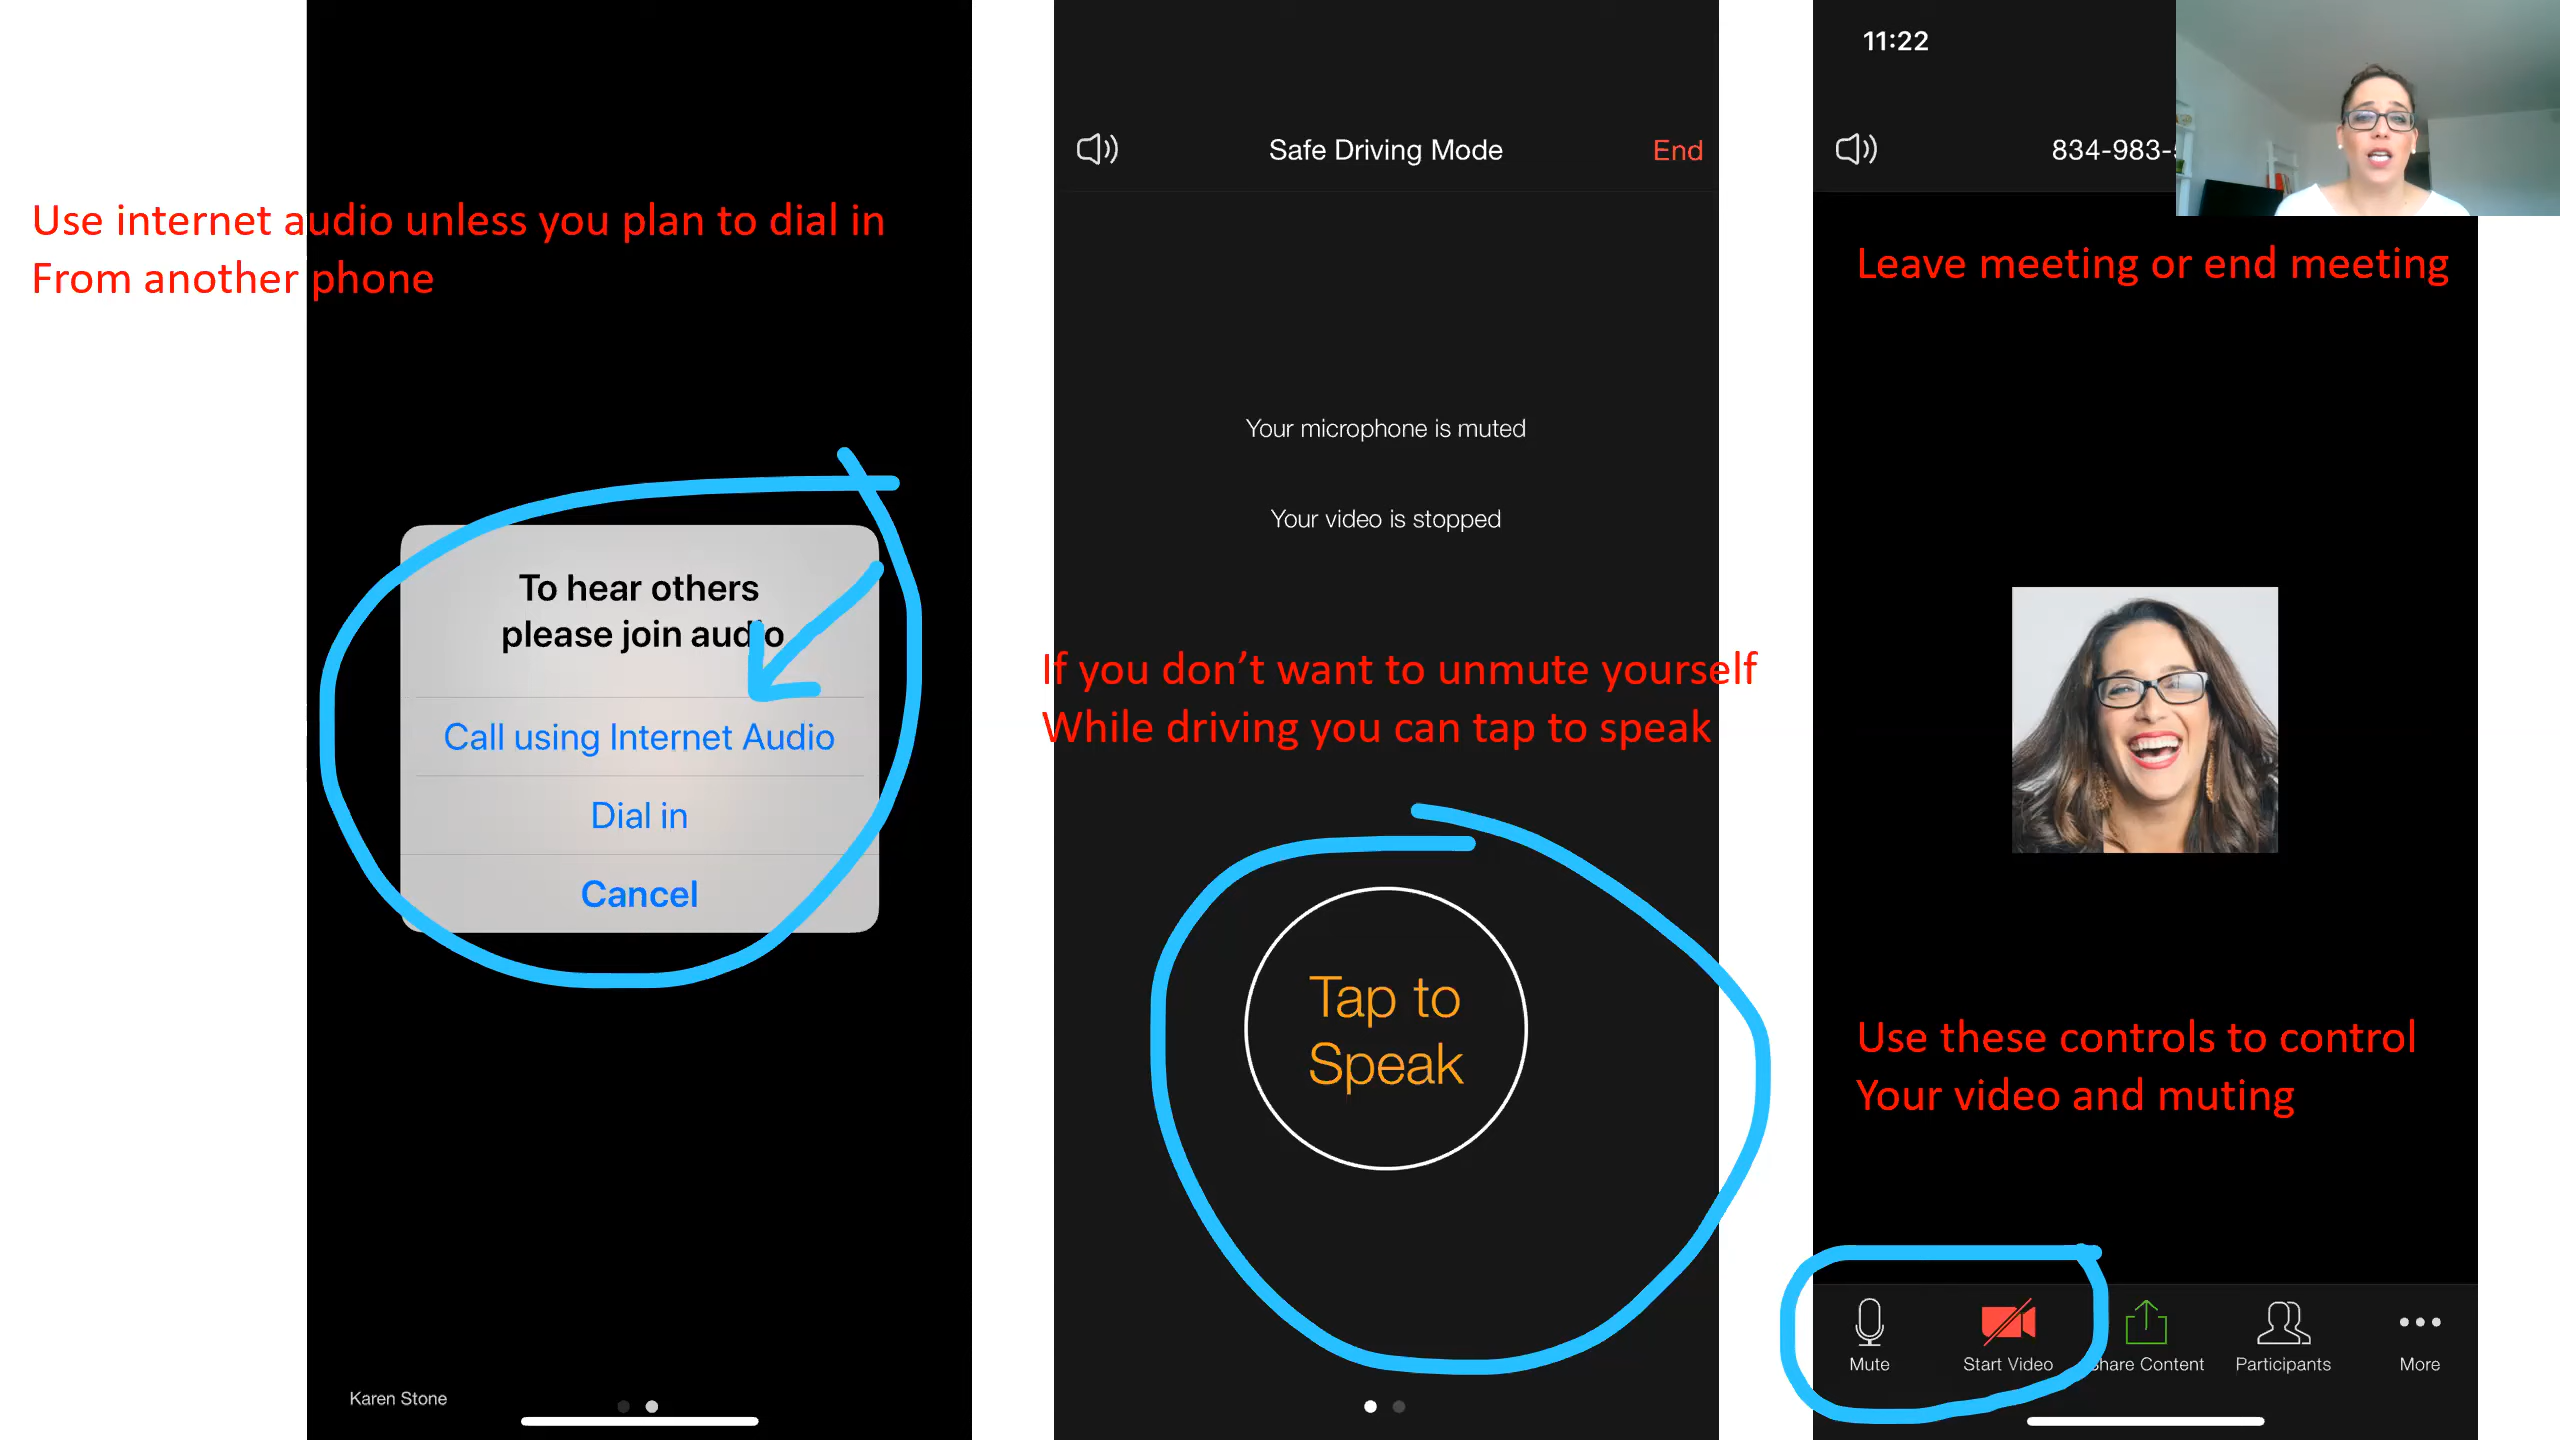 Use internet audio unless you plan to dial in
From another phone
To hear others
please join audio
Call using Internet Audio
Dial in
Cancel
Karen Stone
Safe Driving Mode
End
Your microphone is muted
Your video is stopped
If you don’t want to unmute yourself
While driving you can tap to speak
Tap to
Speak
11:22
834-983-
Leave meeting or end meeting
Use these controls to control
Your video and muting
Mute
Start Video
Share Content
Participants
More